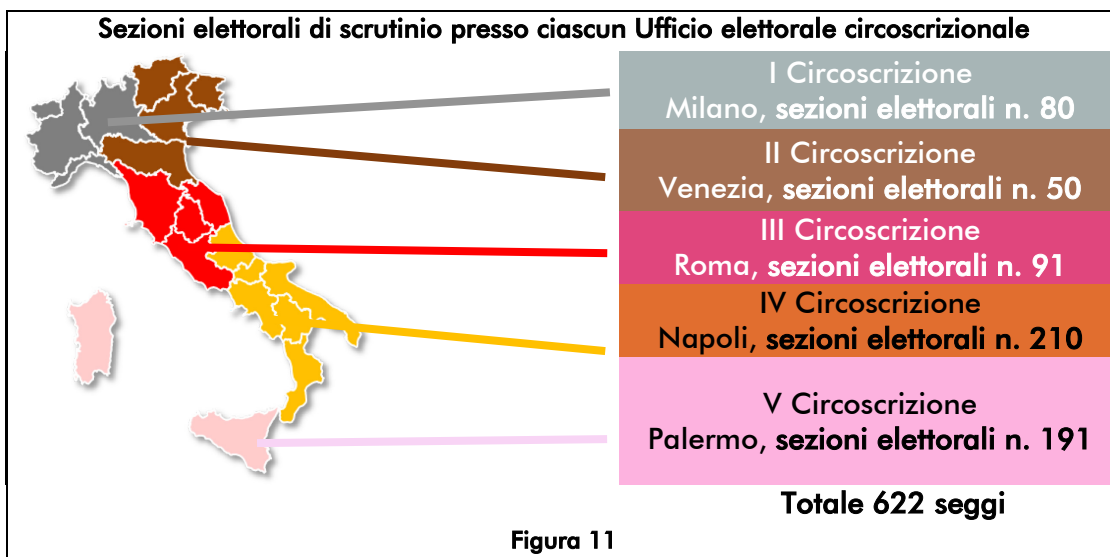 Sezioni elettorali di scrutinio presso ciascun Ufficio elettorale circoscrizionale
I Circoscrizione
Milano, sezioni elettorali n. 80
II Circoscrizione
Venezia, sezioni elettorali n. 50
III Circoscrizione
Roma, sezioni elettorali n. 91
IV Circoscrizione
Napoli, sezioni elettorali n. 210
V Circoscrizione
Palermo, sezioni elettorali n. 191
Totale 622 seggi
Figura 11